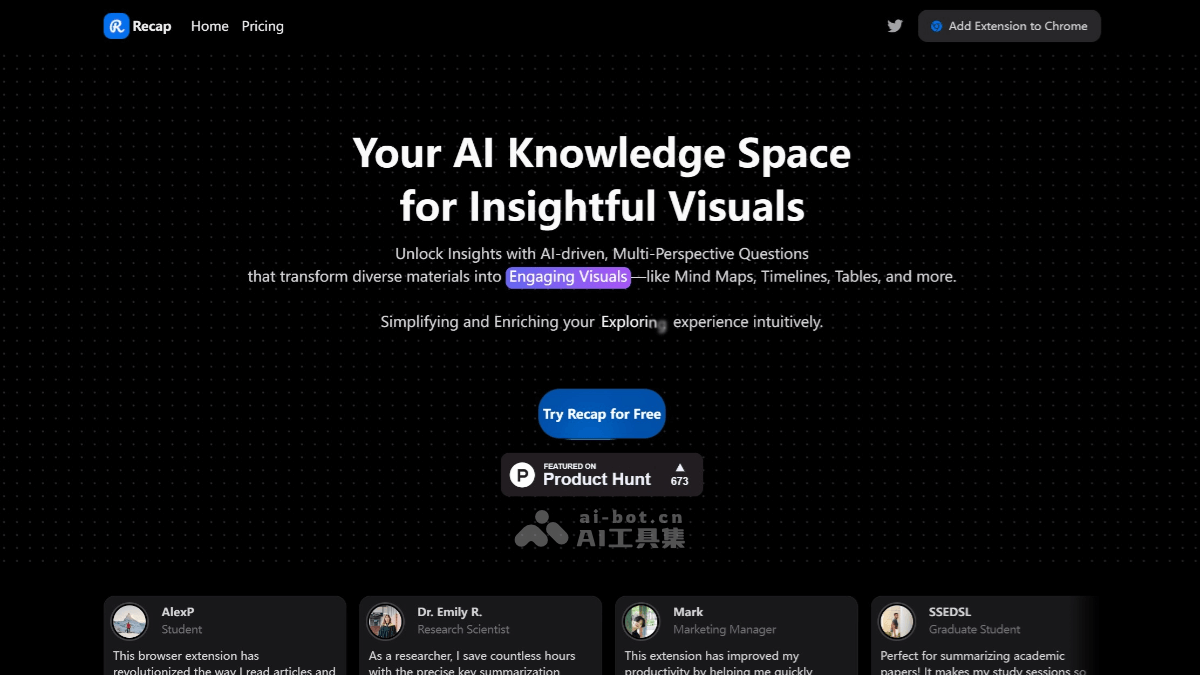 Recap
Home
Pricing
Add Extension to Chrome
Your AI Knowledge Space
for Insightful Visuals
Unlock Insights with AI-driven, Multi-Perspective Questions
that transform diverse materials into Engaging Visuals—like Mind Maps, Timelines, Tables, and more.
Simplifying and Enriching your Exploring experience intuitively.
Try Recap for Free
FEATURED ON
Product Hunt
673
ai-bot.cn
AI工具集
AlexP
Student
This browser extension has
revolutionized the way I read articles and
Dr. Emily R.
Research Scientist
As a researcher, I save countless hours
with the precise key summarization
Mark
Marketing Manager
This extension has improved my
productivity by helping me quickly
SSEDSL
Graduate Student
Perfect for summarizing academic
papers! It makes my study sessions so